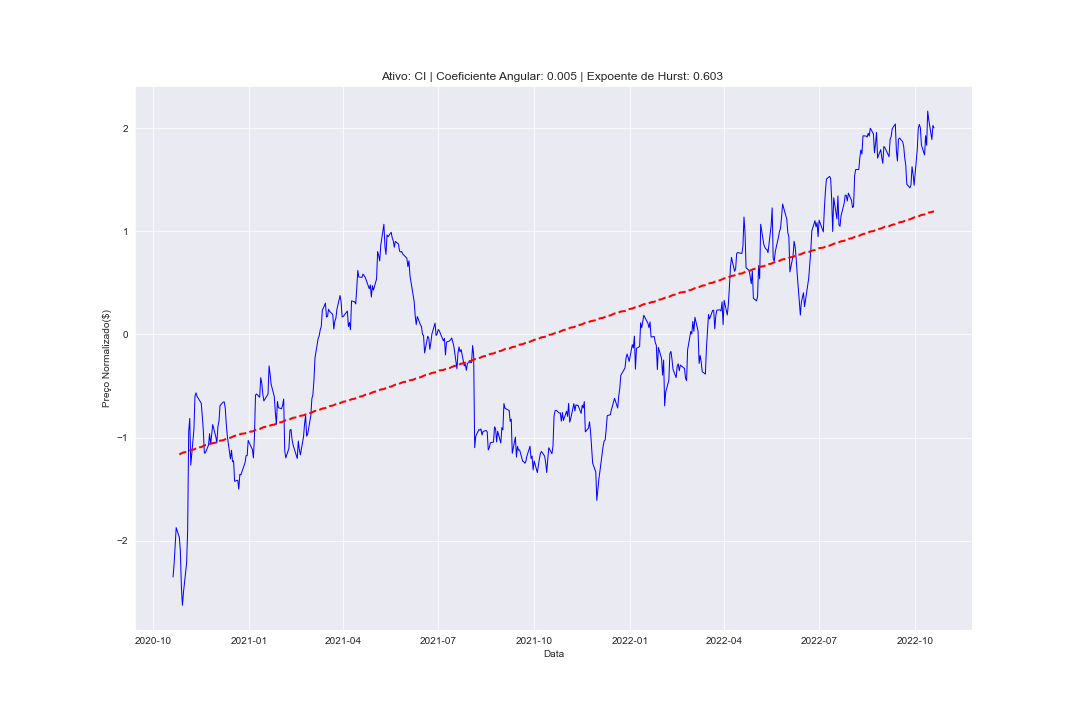 Ativo: CI | Coeficiente Angular: 0.005 | Expoente de Hurst: 0.603
Preço Normalizado($)
2
1
0
−1
−2
2020-10 2021-01 2021-04 2021-07 2021-10 2022-01 2022-04 2022-07 2022-10
Data